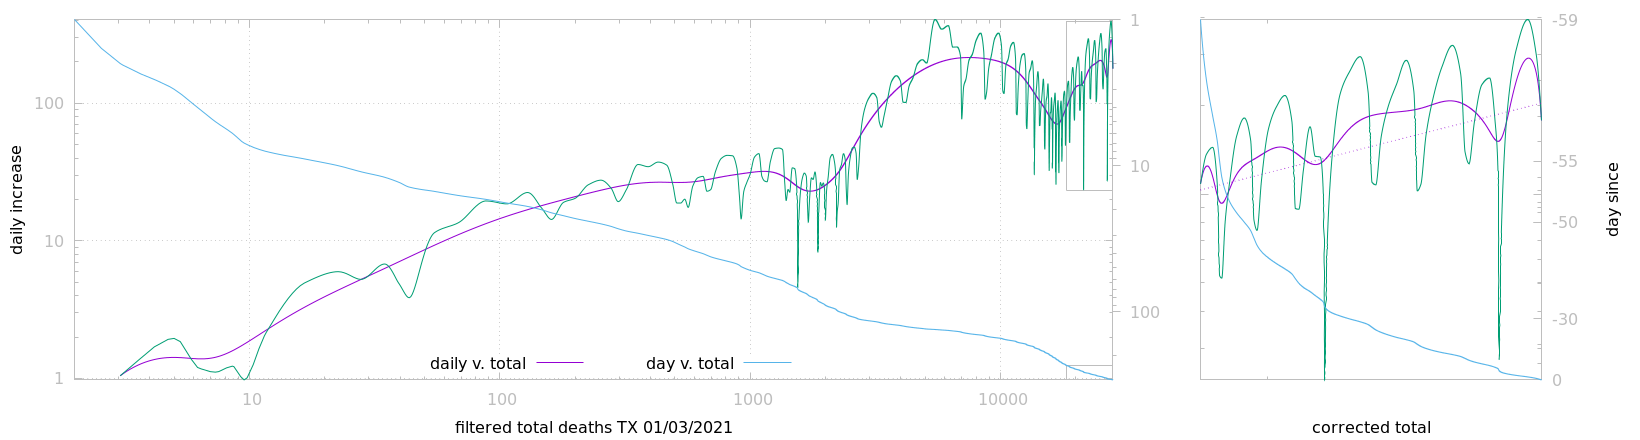 1
-59
100
daily increase
10
-55
day since
-50
10
100
-30
daily v. total
day v. total
1
0
10
100
1000
10000
filtered total deaths TX 01/03/2021
corrected total